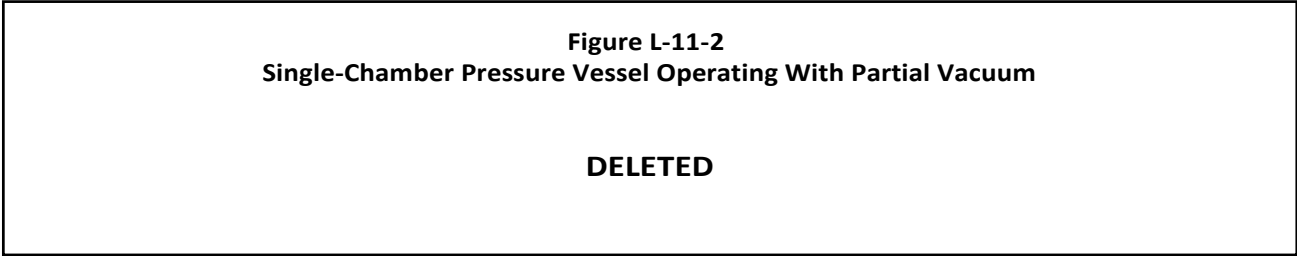 Figure L-11-2
Single-Chamber Pressure Vessel Operating With Partial Vacuum
DELETED